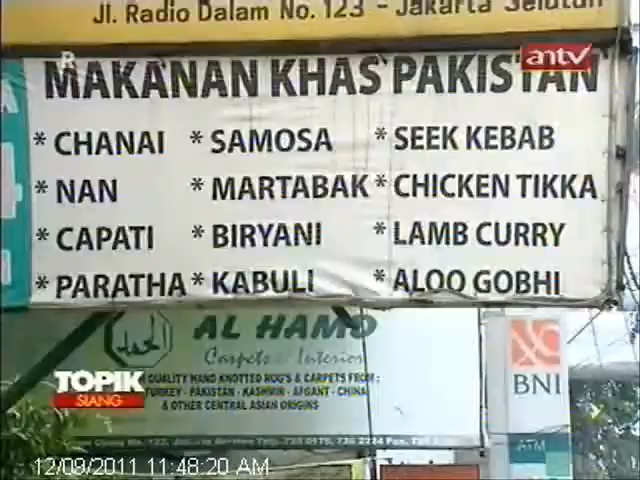 Jl. Radio Dalam No. 123 - Jakarta Selatan
antv
MAKANAN KHAS PAKISTAN
* CHANAI * SAMOSA * SEEK KEBAB
* NAN * MARTABAK * CHICKEN TIKKA
* CAPATI * BIRYANI * LAMB CURRY
* PARATHA * KABULI * ALOO GOBHI
AL HAMD
Carpets & Interior
QUALITY HAND KNOTTED RUG'S & CARPETS FROM :
TURKEY - PAKISTAN - KASHMIR - AFGANT - CHINA
& OTHER CENTRAL ASIAN ORIGINS
BNI
ATM
TOPIK
SIANG
12/09/2011 11:48:20 AM